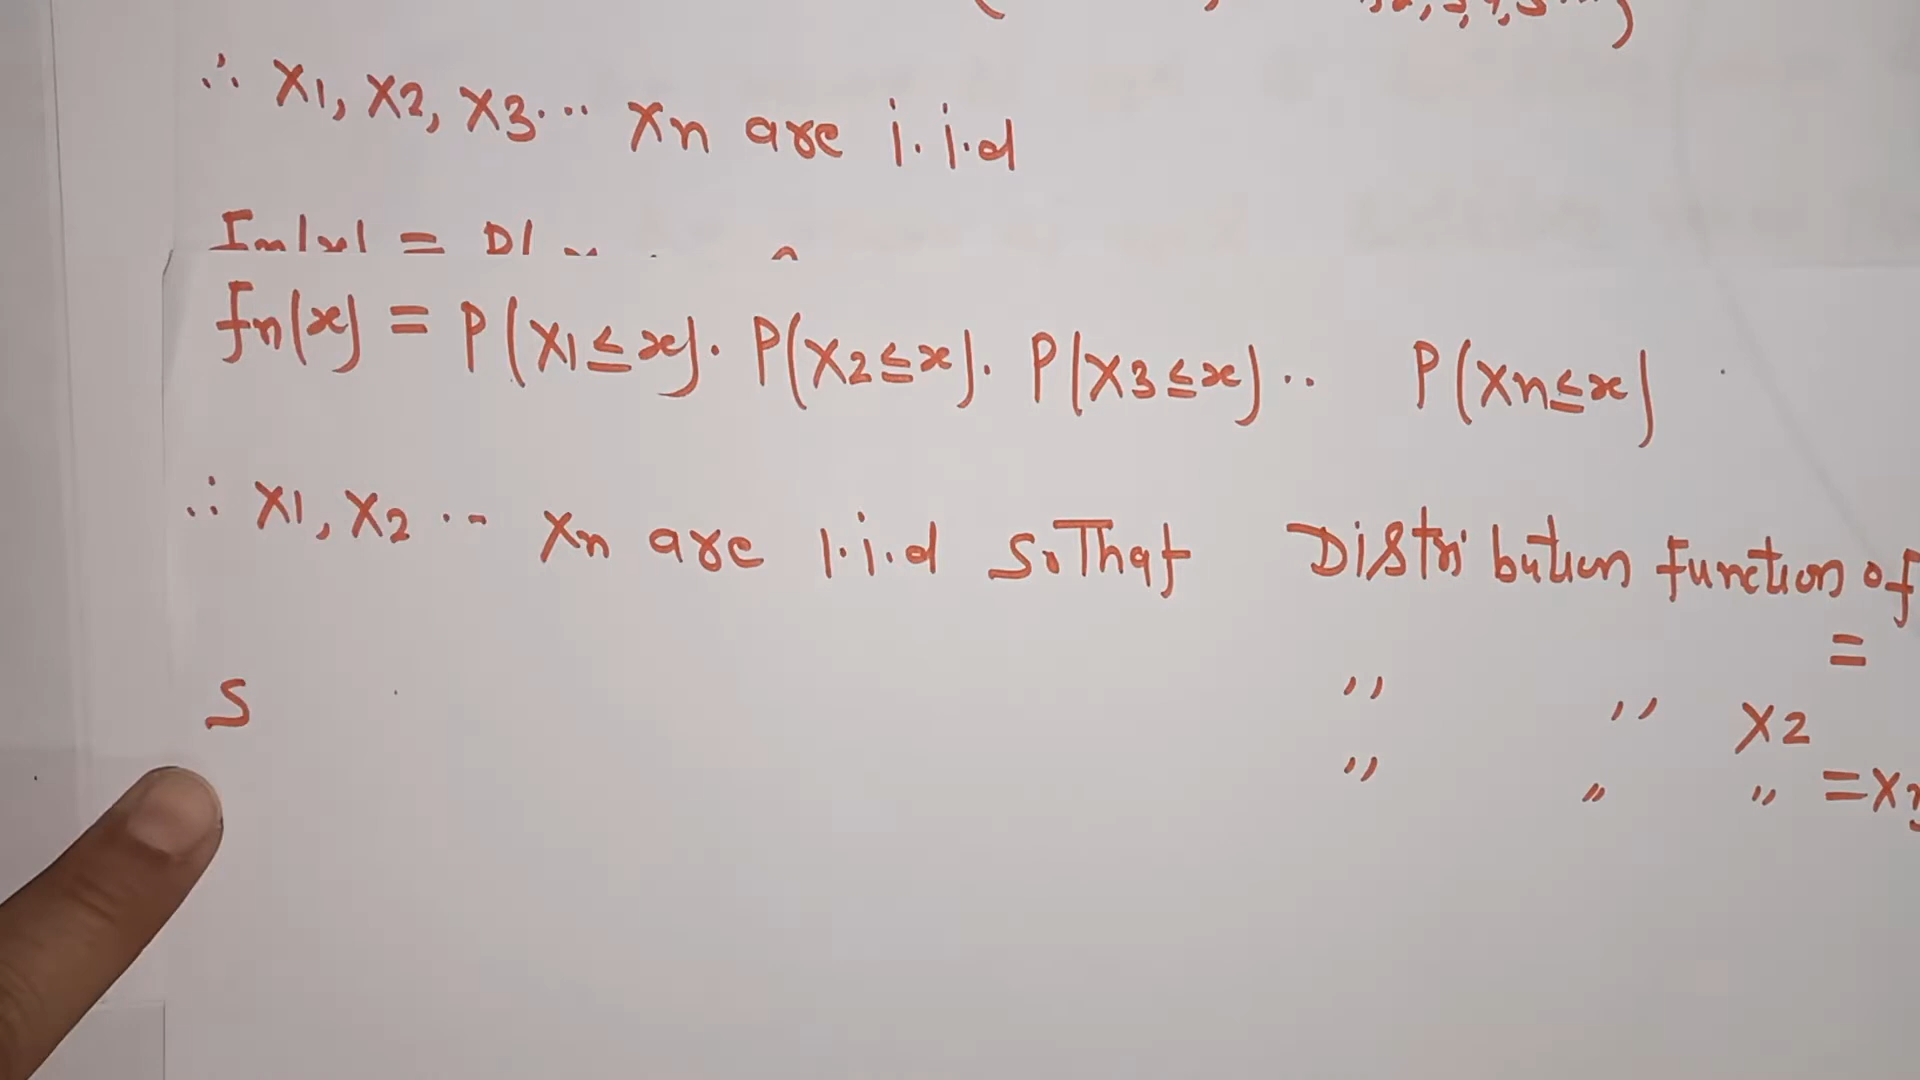 ∴ X1, X2, X3... Xn are i.i.d
fn(x) = P(X1≤x). P(X2≤x). P(X3≤x).. P(Xn≤x)
∴ X1, X2 ... Xn are i.i.d So That Distribution function of
=
,, ,, X2
S
,, ,, ,, =X3